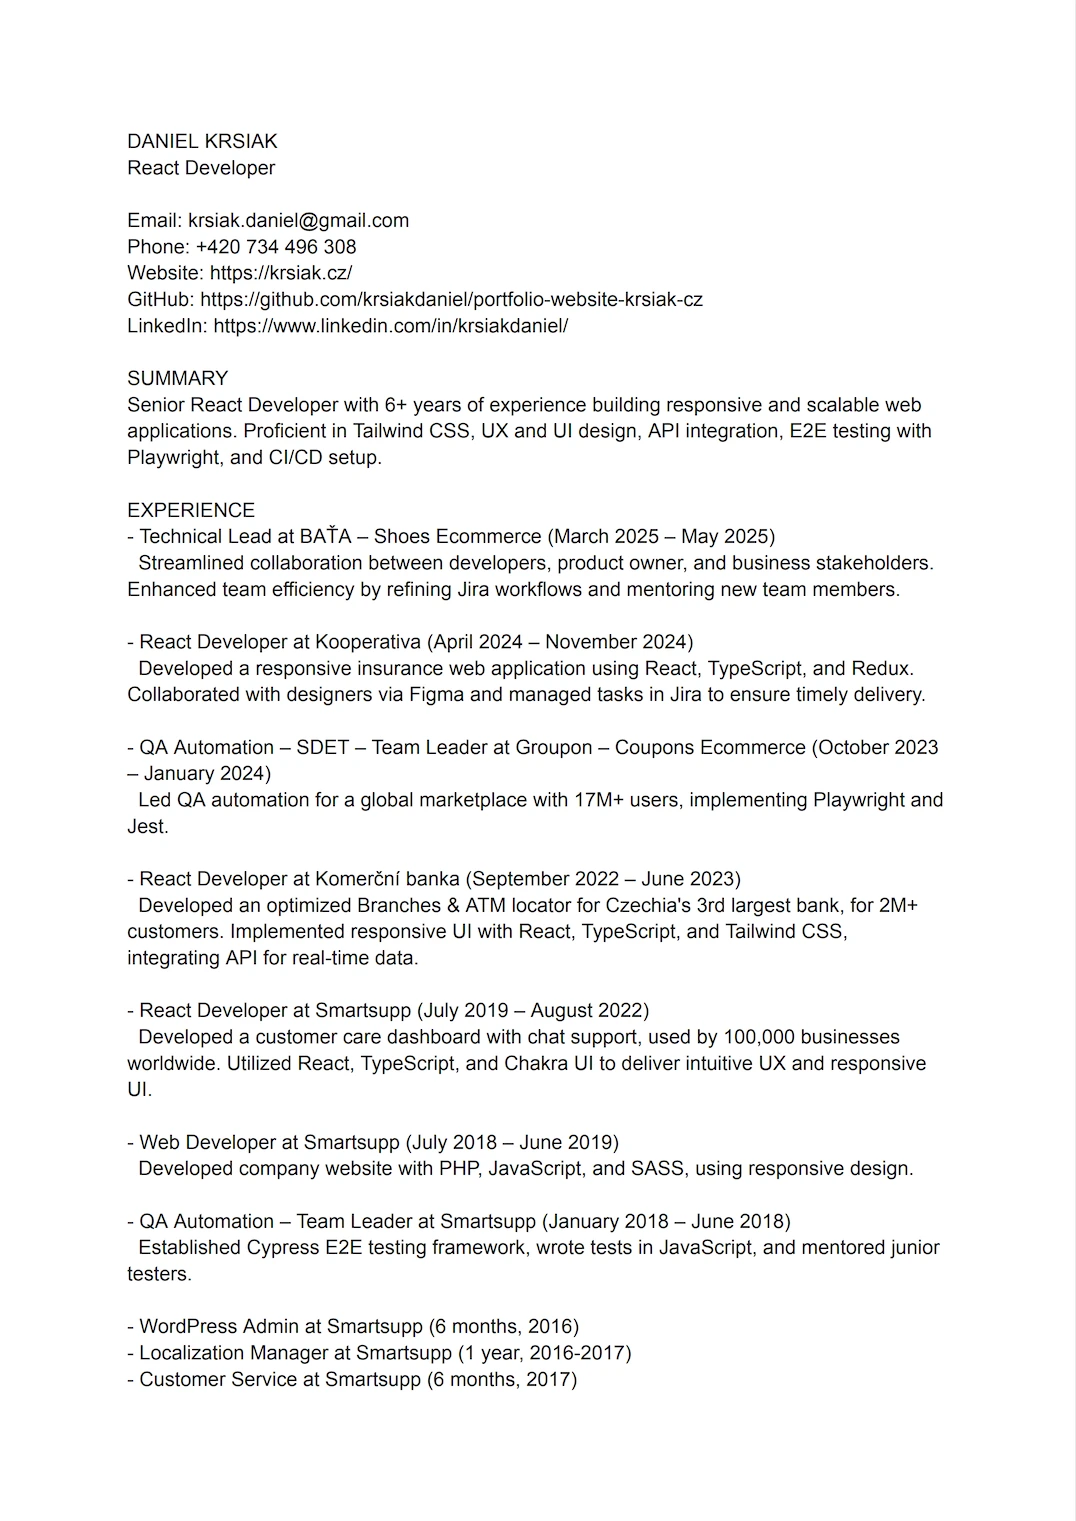 DANIEL KRSIAK
React Developer
Email: krsiak.daniel@gmail.com
Phone: +420 734 496 308
Website: https://krsiak.cz/
GitHub: https://github.com/krsiakdaniel/portfolio-website-krsiak-cz
LinkedIn: https://www.linkedin.com/in/krsiakdaniel/
SUMMARY
Senior React Developer with 6+ years of experience building responsive and scalable web
applications. Proficient in Tailwind CSS, UX and UI design, API integration, E2E testing with
Playwright, and CI/CD setup.
EXPERIENCE
- Technical Lead at BAŤA – Shoes Ecommerce (March 2025 – May 2025)
Streamlined collaboration between developers, product owner, and business stakeholders.
Enhanced team efficiency by refining Jira workflows and mentoring new team members.
- React Developer at Kooperativa (April 2024 – November 2024)
Developed a responsive insurance web application using React, TypeScript, and Redux.
Collaborated with designers via Figma and managed tasks in Jira to ensure timely delivery.
- QA Automation – SDET – Team Leader at Groupon – Coupons Ecommerce (October 2023
– January 2024)
Led QA automation for a global marketplace with 17M+ users, implementing Playwright and
Jest.
- React Developer at Komerční banka (September 2022 – June 2023)
Developed an optimized Branches & ATM locator for Czechia's 3rd largest bank, for 2M+
customers. Implemented responsive UI with React, TypeScript, and Tailwind CSS,
integrating API for real-time data.
- React Developer at Smartsupp (July 2019 – August 2022)
Developed a customer care dashboard with chat support, used by 100,000 businesses
worldwide. Utilized React, TypeScript, and Chakra UI to deliver intuitive UX and responsive
UI.
- Web Developer at Smartsupp (July 2018 – June 2019)
Developed company website with PHP, JavaScript, and SASS, using responsive design.
- QA Automation – Team Leader at Smartsupp (January 2018 – June 2018)
Established Cypress E2E testing framework, wrote tests in JavaScript, and mentored junior
testers.
- WordPress Admin at Smartsupp (6 months, 2016)
- Localization Manager at Smartsupp (1 year, 2016-2017)
- Customer Service at Smartsupp (6 months, 2017)